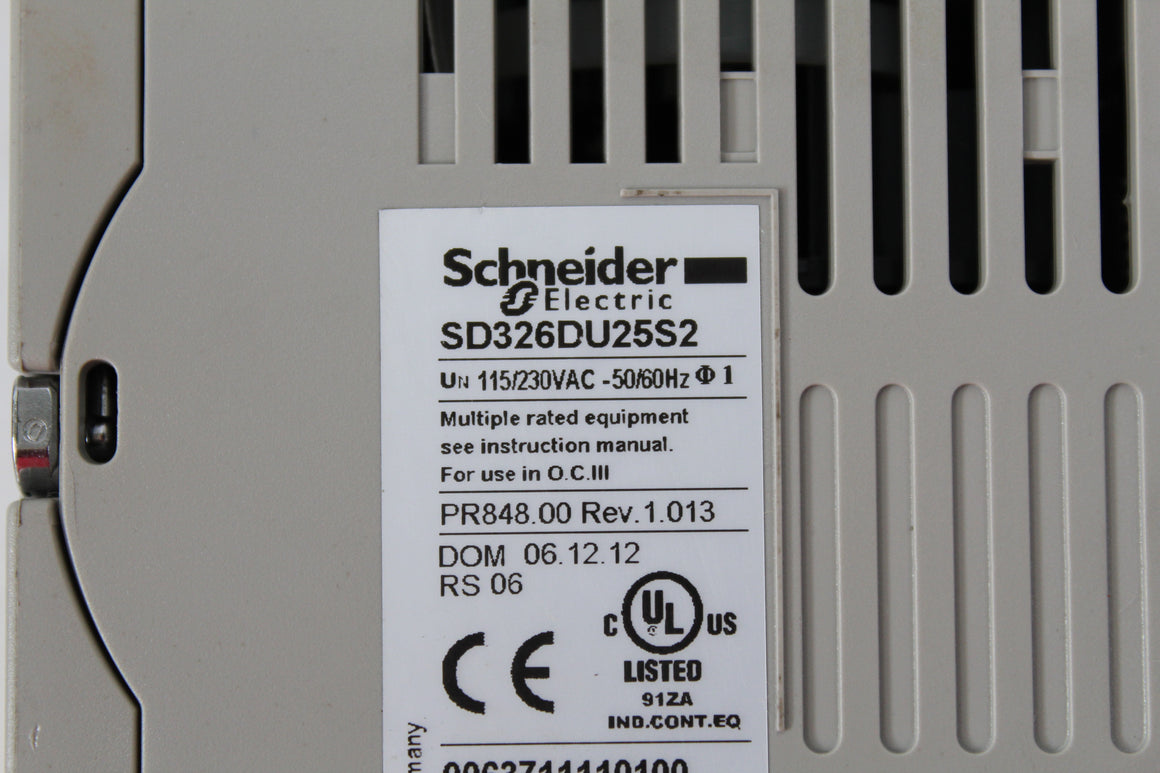 Schneider
Electric
SD326DU25S2
UN 115/230VAC -50/60Hz Φ 1
Multiple rated equipment
see instruction manual.
For use in O.C.III
PR848.00 Rev.1.013
DOM 06.12.12
RS 06
CE
C UL US
LISTED
91ZA
IND.CONT.EQ